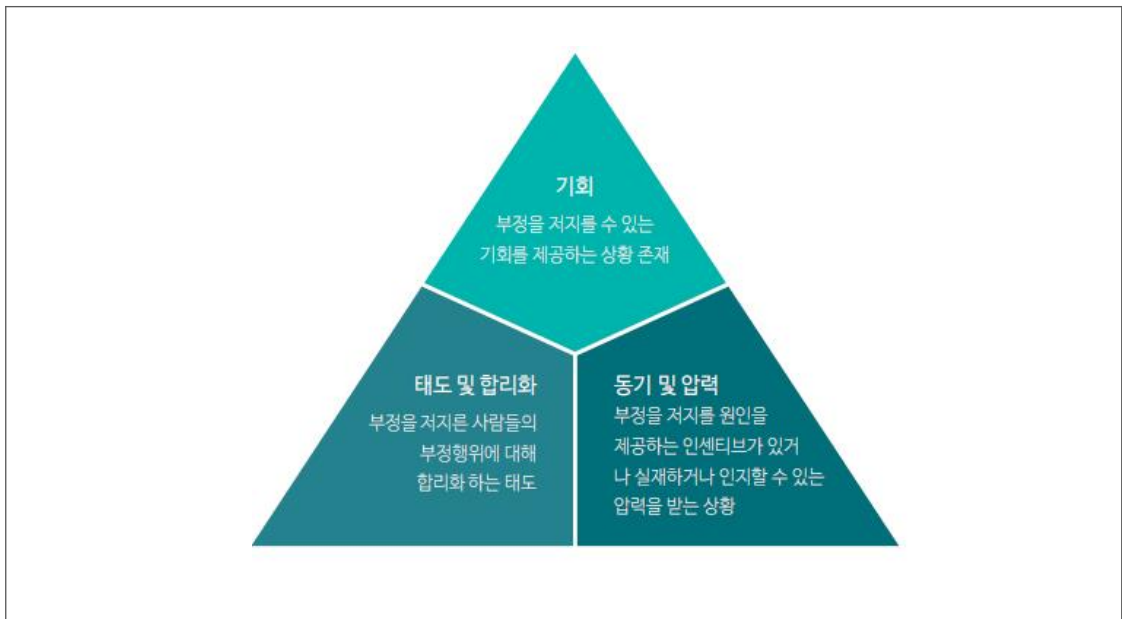 기회
부정을 저지를 수 있는
기회를 제공하는 상황 존재
태도 및 합리화
부정을 저지른 사람들의
부정행위에 대해
합리화 하는 태도
동기 및 압력
부정을 저지를 원인을
제공하는 인센티브가 있거
나 실재하거나 인지할 수 있는
압력을 받는 상황